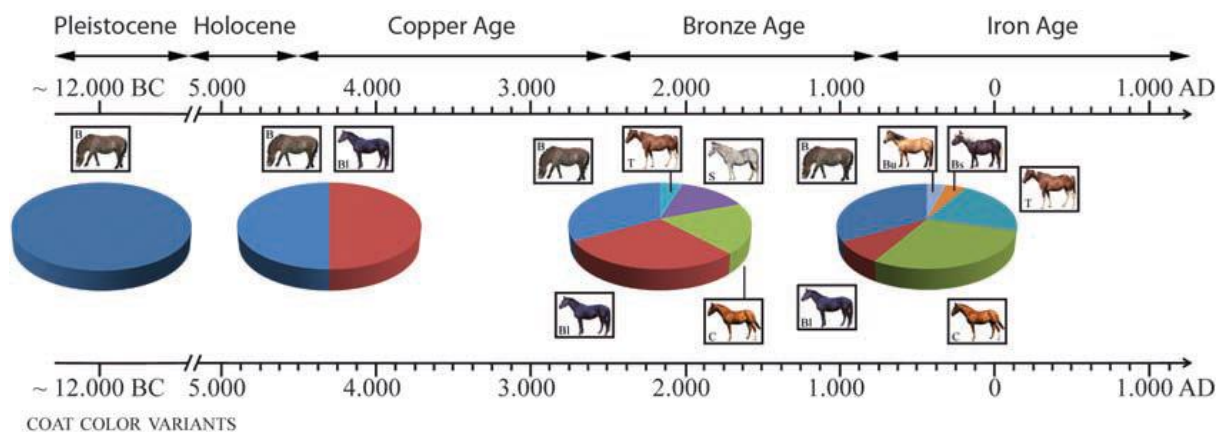 Pleistocene Holocene Copper Age Bronze Age Iron Age
~ 12.000 BC 5.000 4.000 3.000 2.000 1.000 0 1.000 AD
B B Bl B T S B Bu Bs T
Bl C Bl C
~ 12.000 BC 5.000 4.000 3.000 2.000 1.000 0 1.000 AD
COAT COLOR VARIANTS